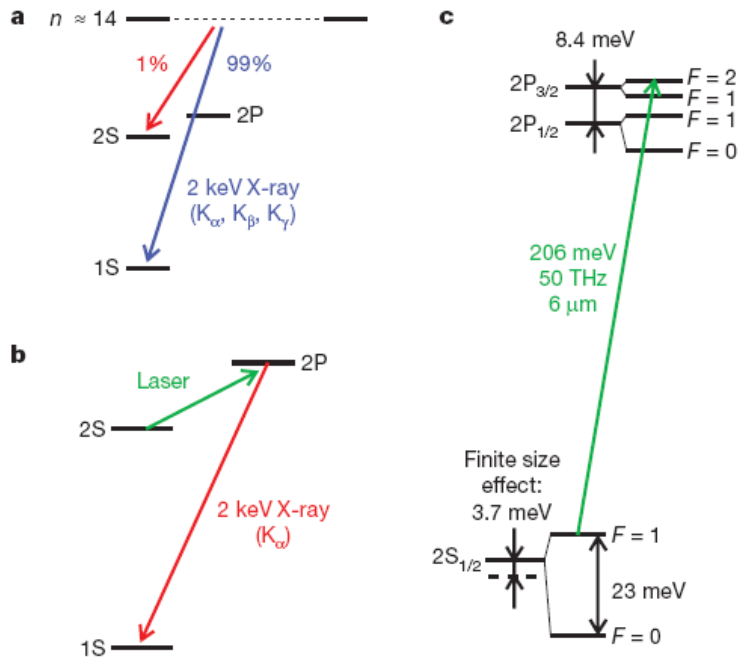 a
n ≈ 14
1%
99%
2P
2S
2 keV X-ray
(Kα, Kβ, Kγ)
1S
b
2P
Laser
2S
2 keV X-ray
(Kα)
1S
c
8.4 meV
2P3/2
F = 2
F = 1
2P1/2
F = 1
F = 0
206 meV
50 THz
6 μm
Finite size
effect:
3.7 meV
F = 1
2S1/2
23 meV
F = 0